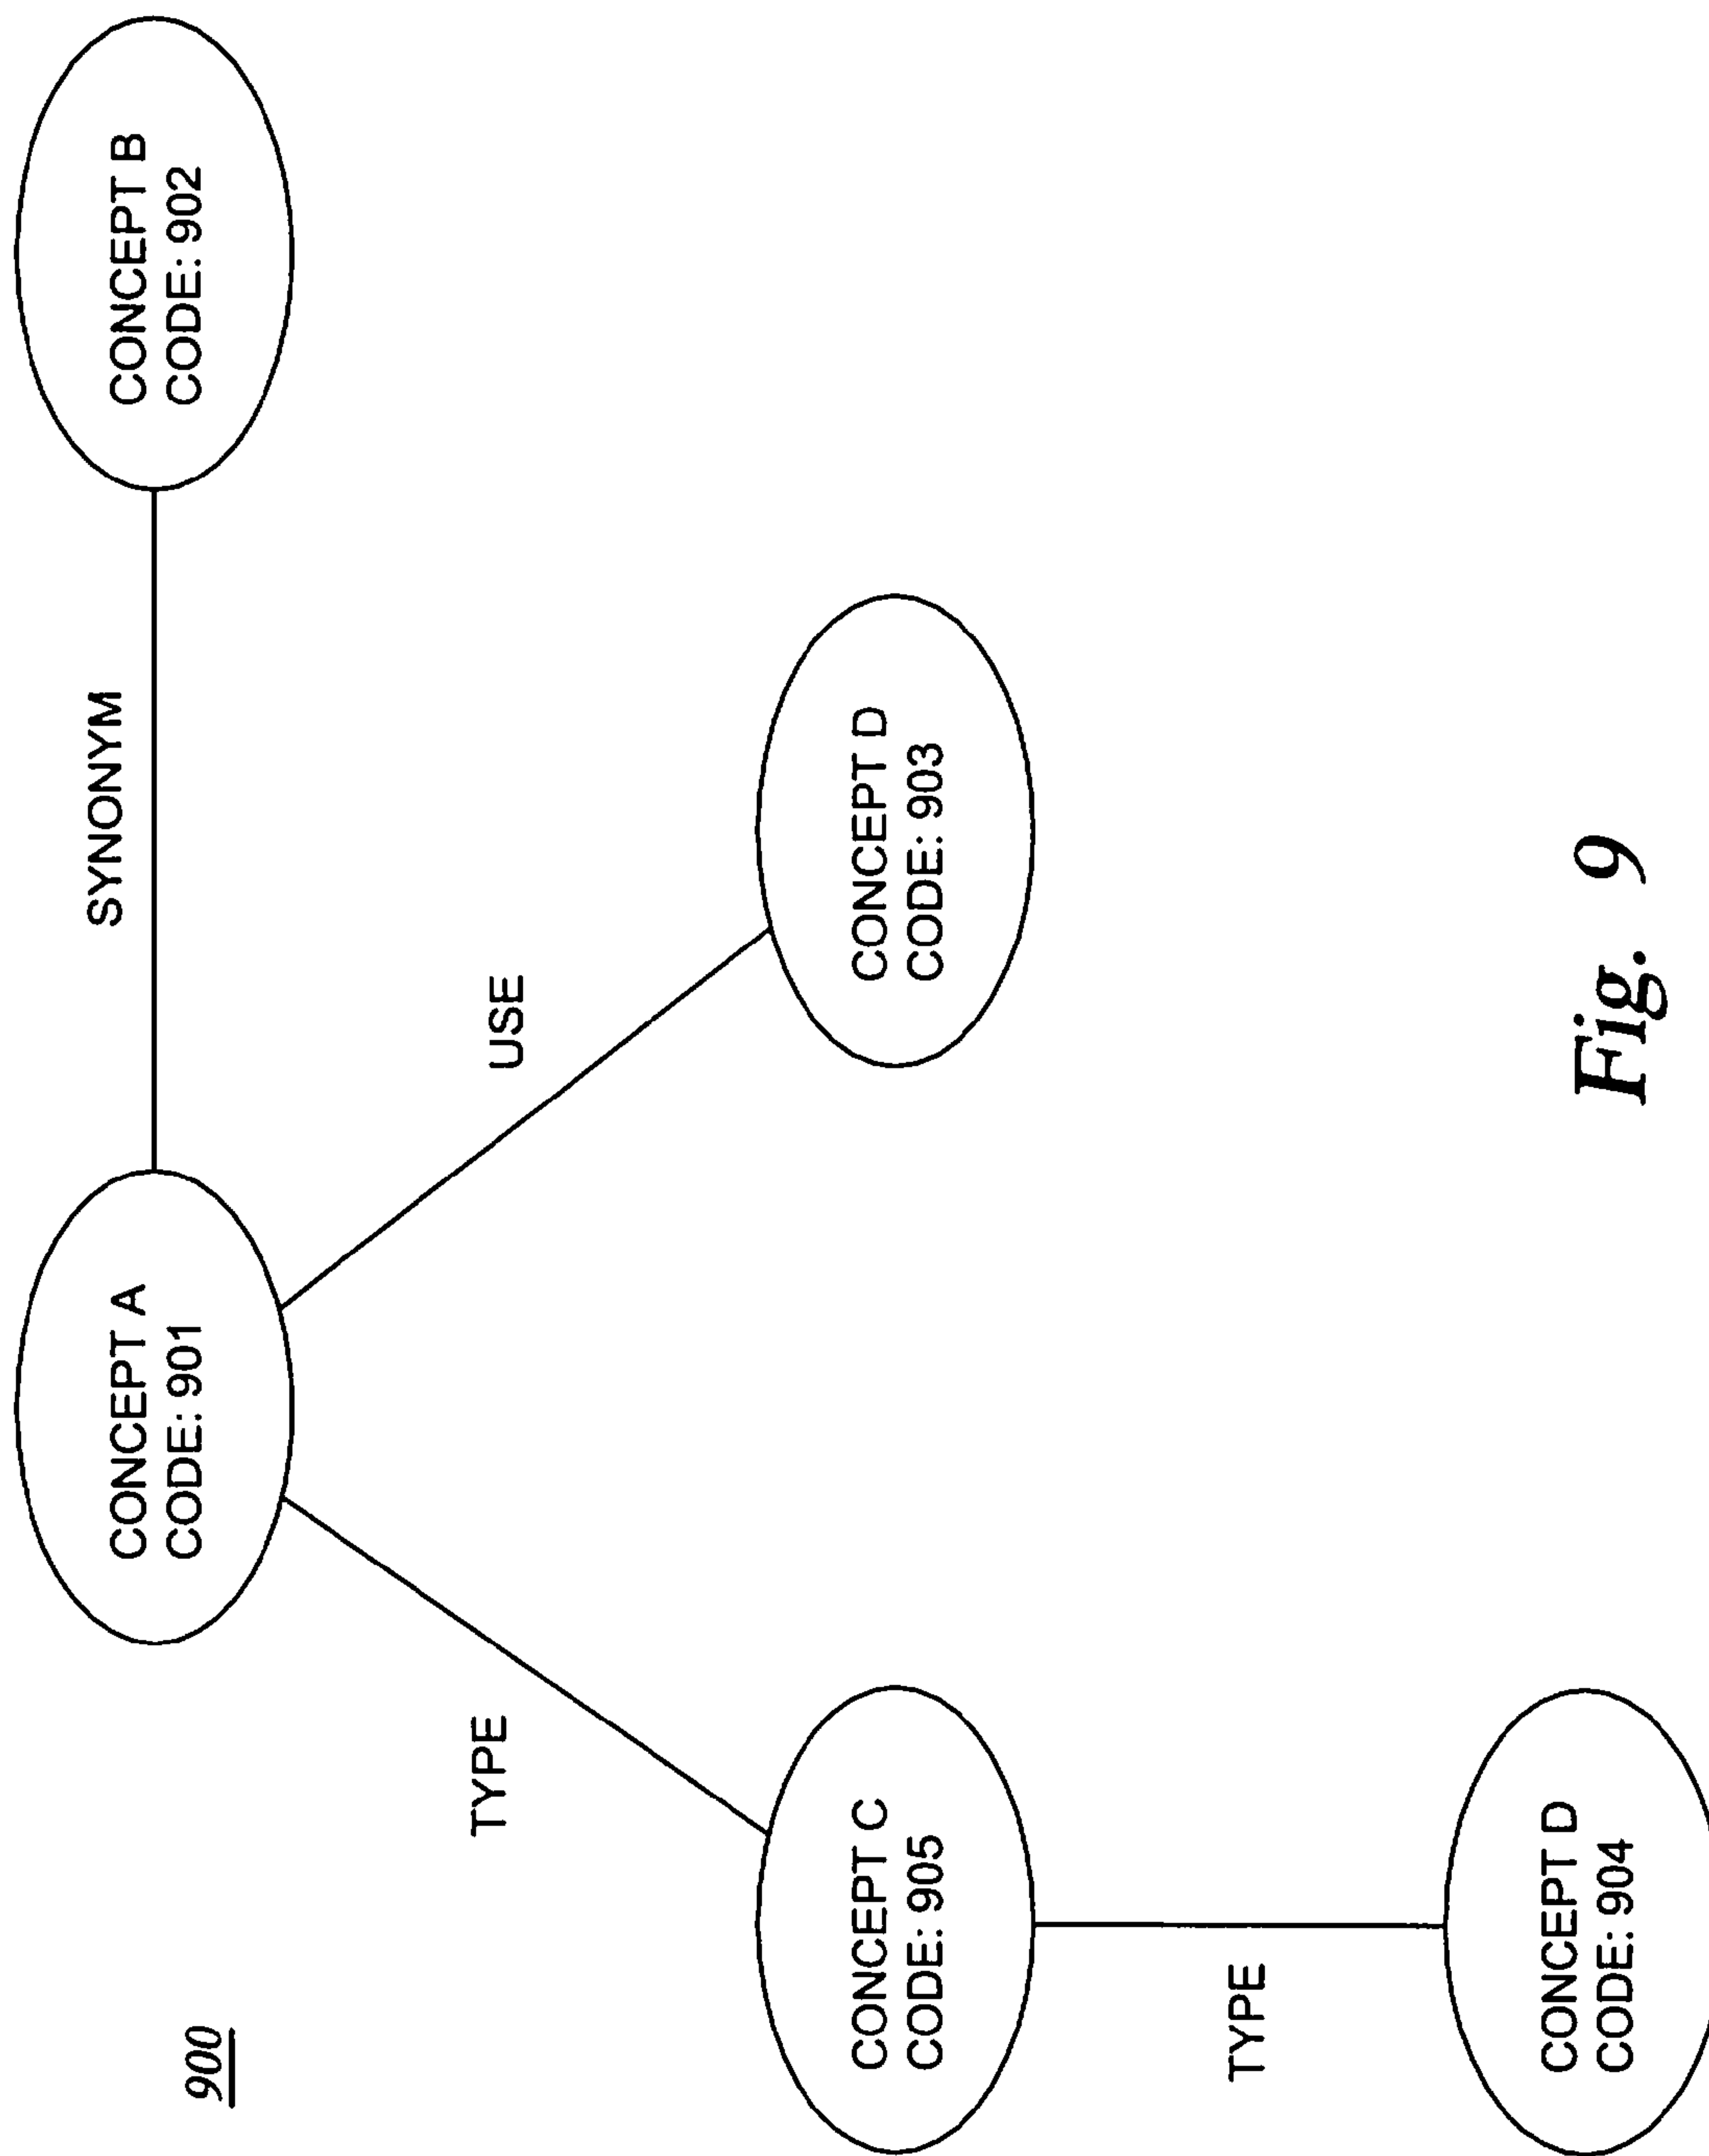 900
CONCEPT A
CODE: 901
SYNONYM
CONCEPT B
CODE: 902
TYPE
USE
CONCEPT C
CODE: 905
CONCEPT D
CODE: 903
TYPE
CONCEPT D
CODE: 904
Fig. 9